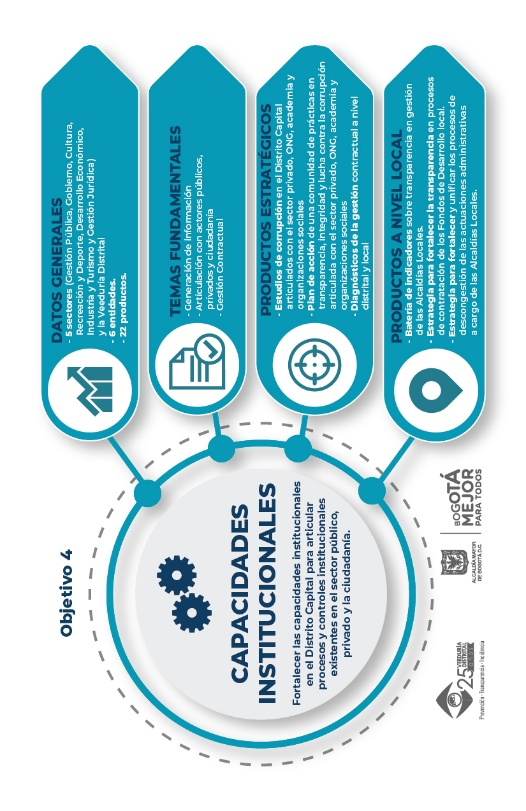 Objetivo 4
CAPACIDADES
INSTITUCIONALES
Fortalecer las capacidades institucionales
en el Distrito Capital para articular
procesos y controles institucionales
existentes en el sector público,
privado y la ciudadanía.
DATOS GENERALES
- 5 sectores (Gestión Pública, Gobierno, Cultura,
Recreación y Deporte, Desarrollo Económico,
Industria y Turismo y Gestión Jurídica)
y la Veeduría Distrital
- 6 entidades.
- 22 productos.
TEMAS FUNDAMENTALES
- Generación de Información
- Articulación con actores públicos,
privados y ciudadanía
- Gestión Contractual
PRODUCTOS ESTRATÉGICOS
- Estudios de corrupción en el Distrito Capital
articulados con el sector privado, ONG, academia y
organizaciones sociales
- Plan de acción de una comunidad de prácticas en
transparencia, integridad y lucha contra la corrupción
articulada con el sector privado, ONG, academia y
organizaciones sociales
- Diagnósticos de la gestión contractual a nivel
distrital y local
PRODUCTOS A NIVEL LOCAL
- Batería de indicadores sobre transparencia en gestión
de las Alcaldías Locales.
- Estrategia para fortalecer la transparencia en procesos
de contratación de los Fondos de Desarrollo local.
- Estrategia para fortalecer y unificar los procesos de
descongestión de las actuaciones administrativas
a cargo de las Alcaldías Locales.
25 VEEDURÍA
DISTRITAL
Prevención · Transparencia · Incidencia
ALCALDÍA MAYOR
DE BOGOTÁ D.C.
BOGOTÁ
MEJOR
PARA TODOS